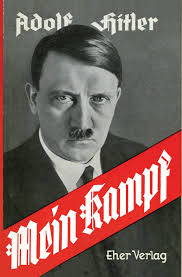 Adolf Hitler
Mein Kampf
Eher Verlag